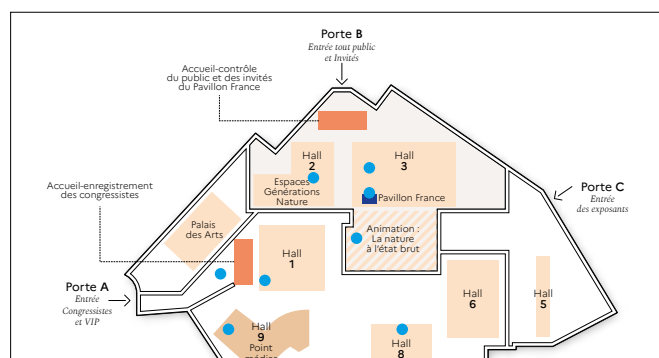 Porte B
Entrée tout public
et Invités
Accueil-contrôle
du public et des invités
du Pavillon France
Hall
2
Hall
3
Espaces
Générations
Nature
Pavillon France
Accueil-enregistrement
des congressistes
Porte C
Entrée
des exposants
Palais
des Arts
Animation :
La nature
à l'état brut
Hall
1
Porte A
Entrée
Congressistes
et VIP
Hall
6
Hall
5
Hall
9
Point
médias
Hall
8